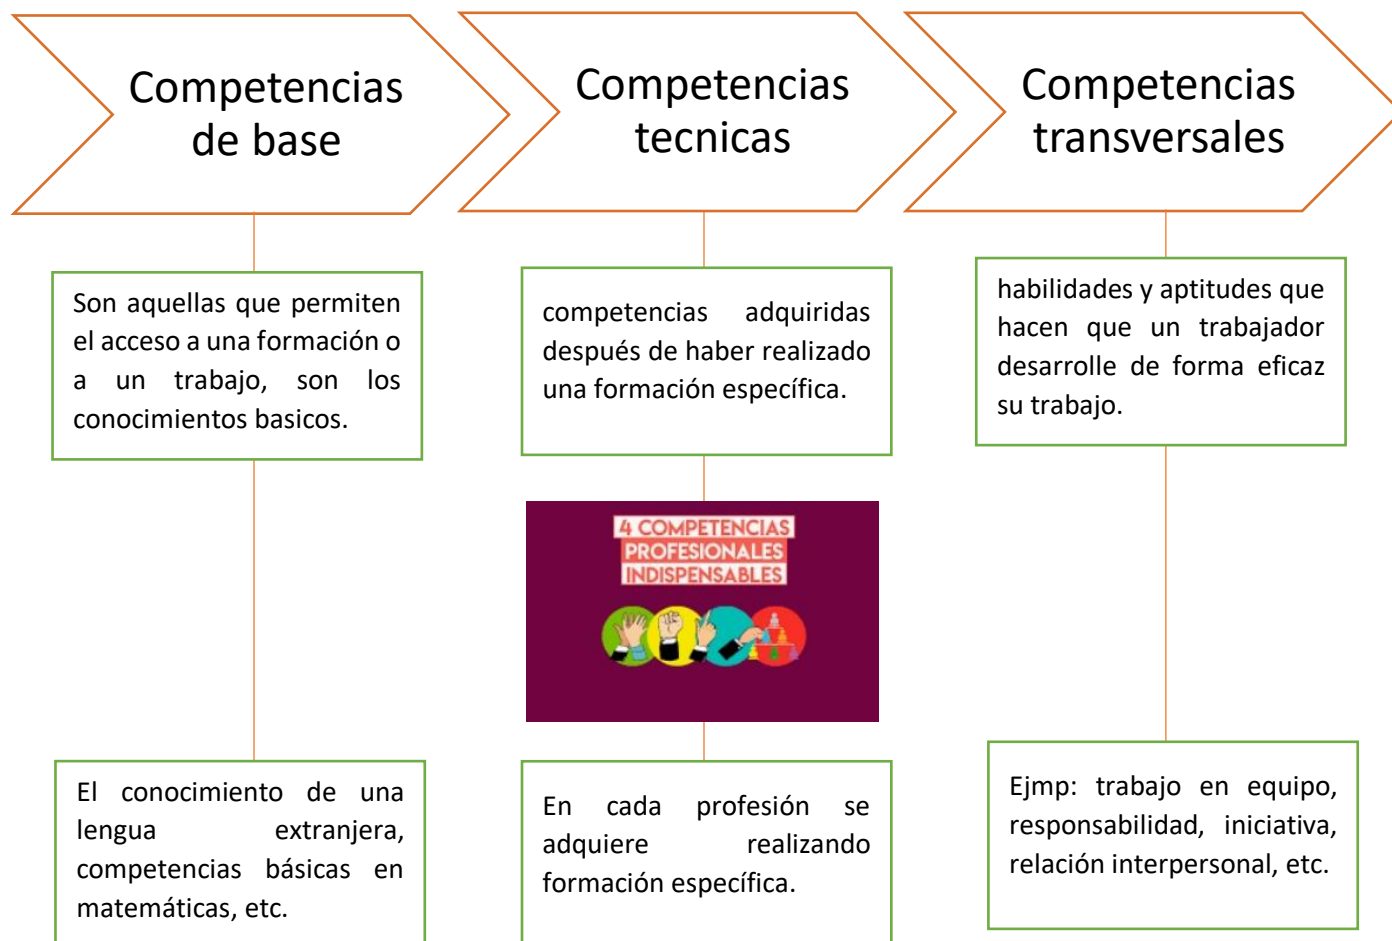 Competencias
de base
Son aquellas que permiten
el acceso a una formación o
a un trabajo, son los
conocimientos basicos.
El conocimiento de una
lengua extranjera,
competencias básicas en
matemáticas, etc.
Competencias
tecnicas
competencias adquiridas
después de haber realizado
una formación específica.
4 COMPETENCIAS
PROFESIONALES
INDISPENSABLES
En cada profesión se
adquiere realizando
formación específica.
Competencias
transversales
habilidades y aptitudes que
hacen que un trabajador
desarrolle de forma eficaz
su trabajo.
Ejmp: trabajo en equipo,
responsabilidad, iniciativa,
relación interpersonal, etc.